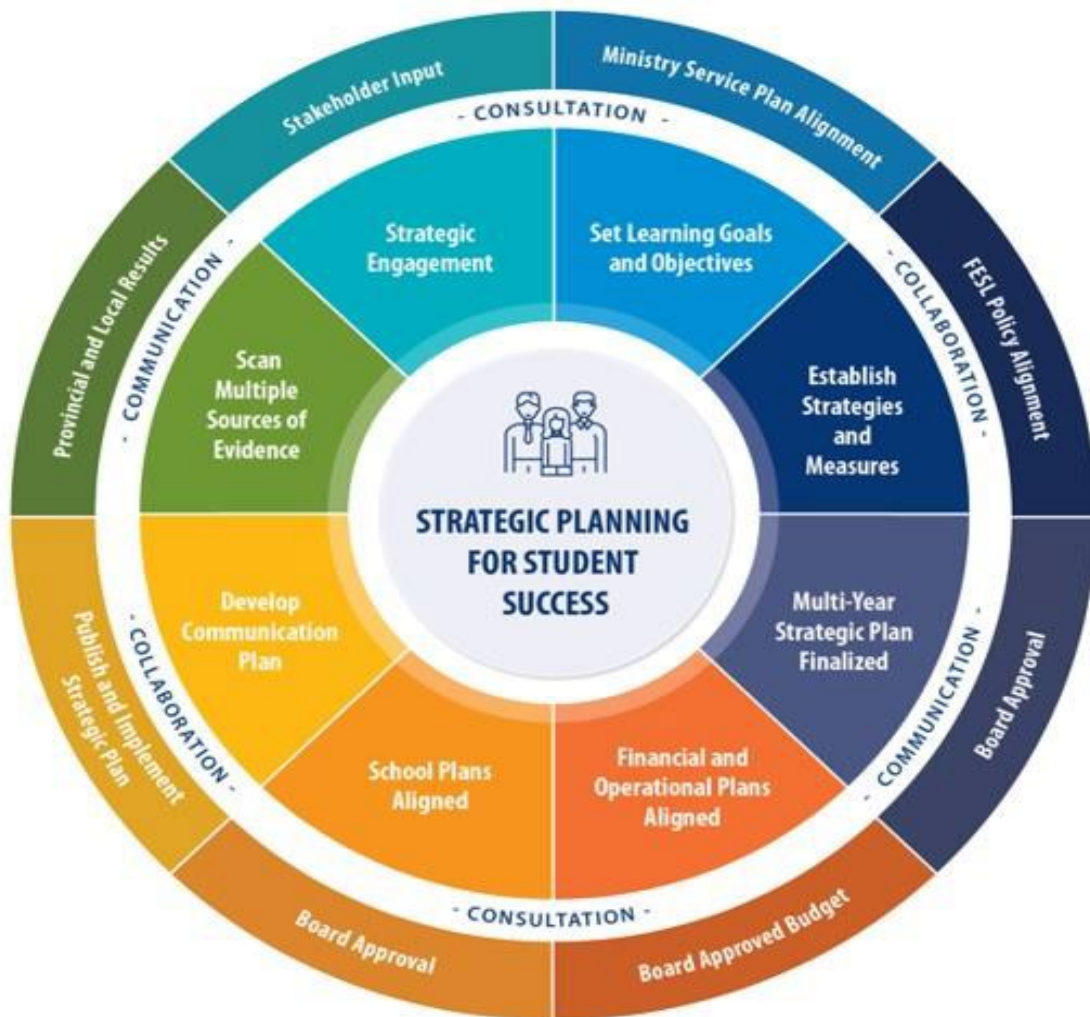 Stakeholder Input
Ministry Service Plan Alignment
FESL Policy Alignment
Board Approval
Board Approved Budget
Board Approval
Publish and Implement
Strategic Plan
Provincial and Local Results
- CONSULTATION -
- COLLABORATION -
- COMMUNICATION -
- CONSULTATION -
- COLLABORATION -
- COMMUNICATION -
Strategic
Engagement
Set Learning Goals
and Objectives
Establish
Strategies
and
Measures
Multi-Year
Strategic Plan
Finalized
Financial and
Operational Plans
Aligned
School Plans
Aligned
Develop
Communication
Plan
Scan
Multiple
Sources of
Evidence
STRATEGIC PLANNING
FOR STUDENT
SUCCESS